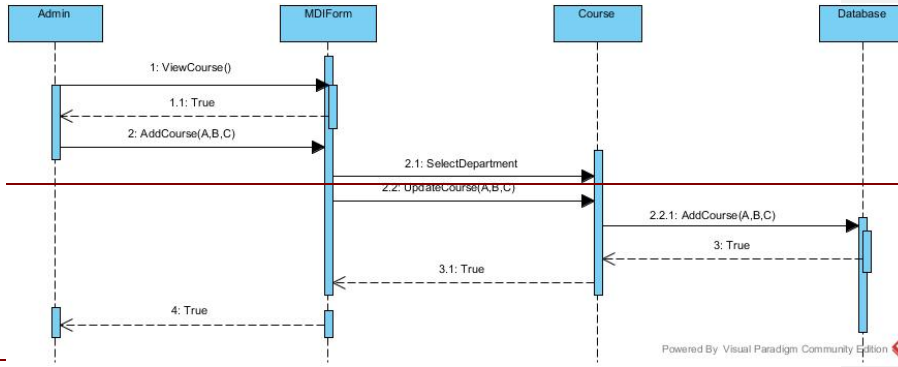 Admin
MDIForm
Course
Database
1: ViewCourse()
1.1: True
2: AddCourse(A,B,C)
2.1: SelectDepartment
2.2: UpdateCourse(A,B,C)
2.2.1: AddCourse(A,B,C)
3: True
3.1: True
4: True
Powered By Visual Paradigm Community Edition